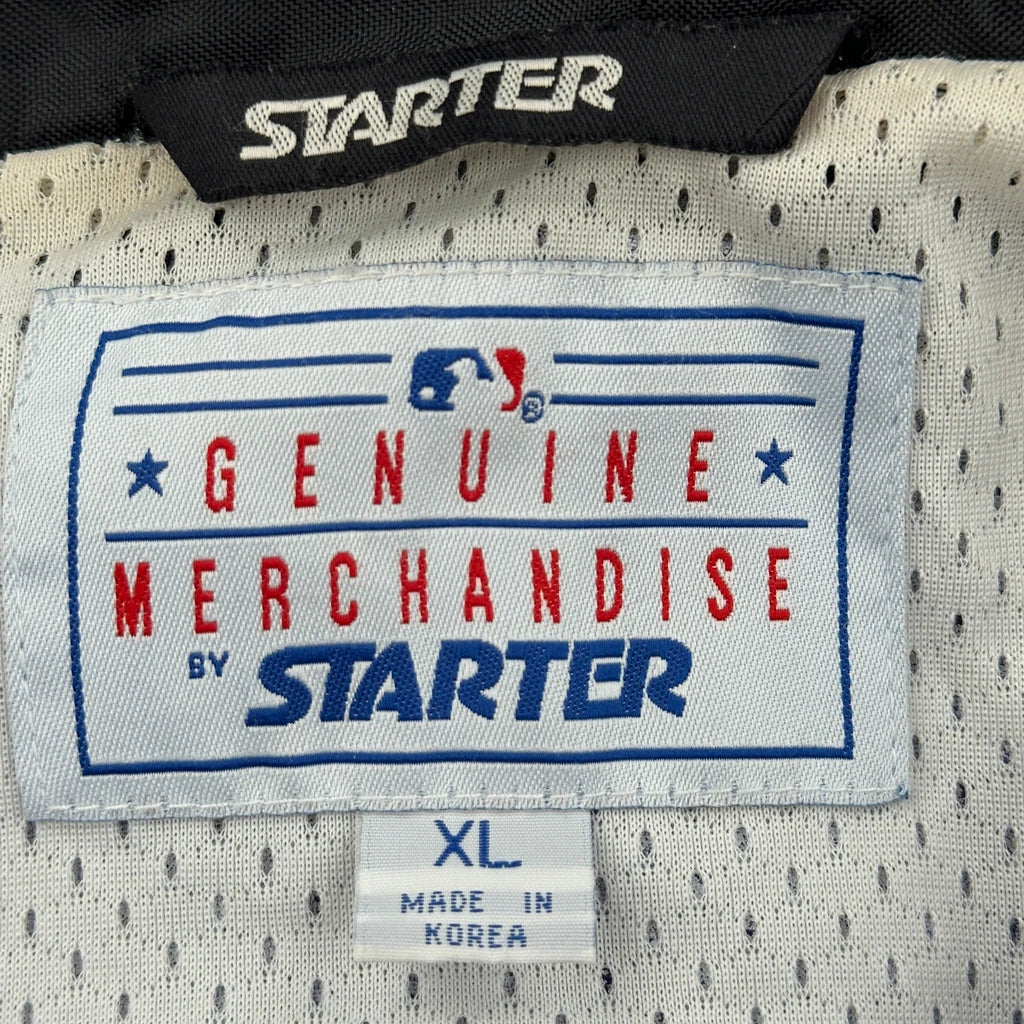 STARTER
GENUINE
MERCHANDISE
BY STARTER
XL
MADE IN
KOREA